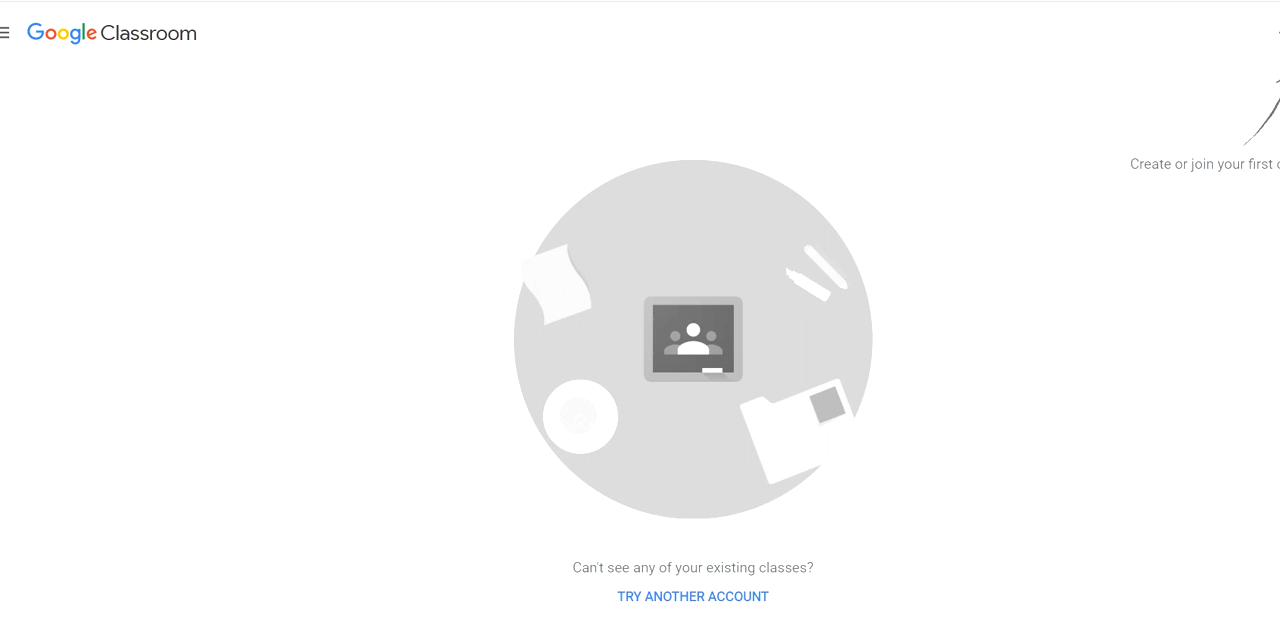 Google Classroom
Create or join your first
Can't see any of your existing classes?
TRY ANOTHER ACCOUNT